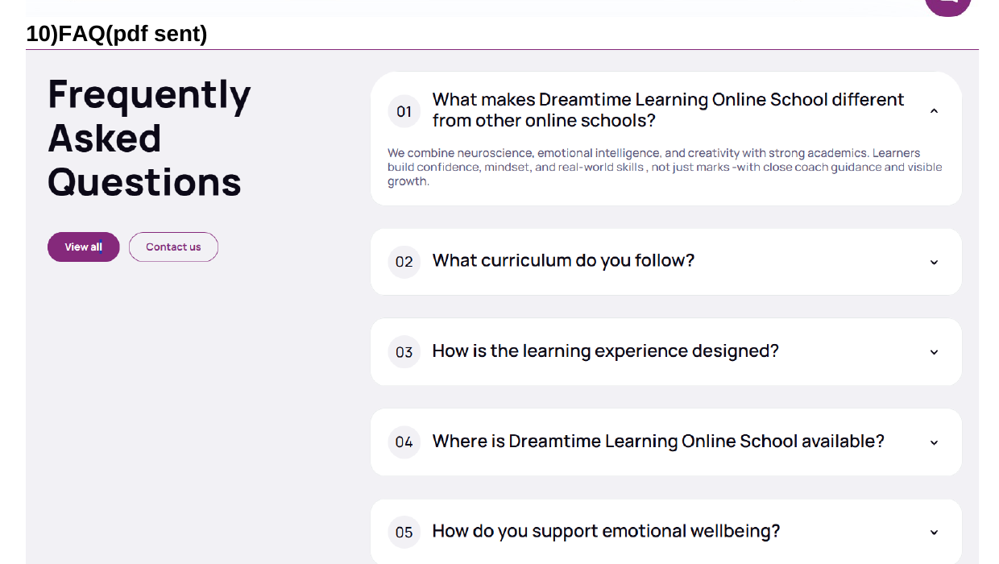 10)FAQ(pdf sent)
Frequently
Asked
Questions
View all
Contact us
01
What makes Dreamtime Learning Online School different
from other online schools?
We combine neuroscience, emotional intelligence, and creativity with strong academics. Learners
build confidence, mindset, and real-world skills , not just marks -with close coach guidance and visible
growth.
02
What curriculum do you follow?
03
How is the learning experience designed?
04
Where is Dreamtime Learning Online School available?
05
How do you support emotional wellbeing?